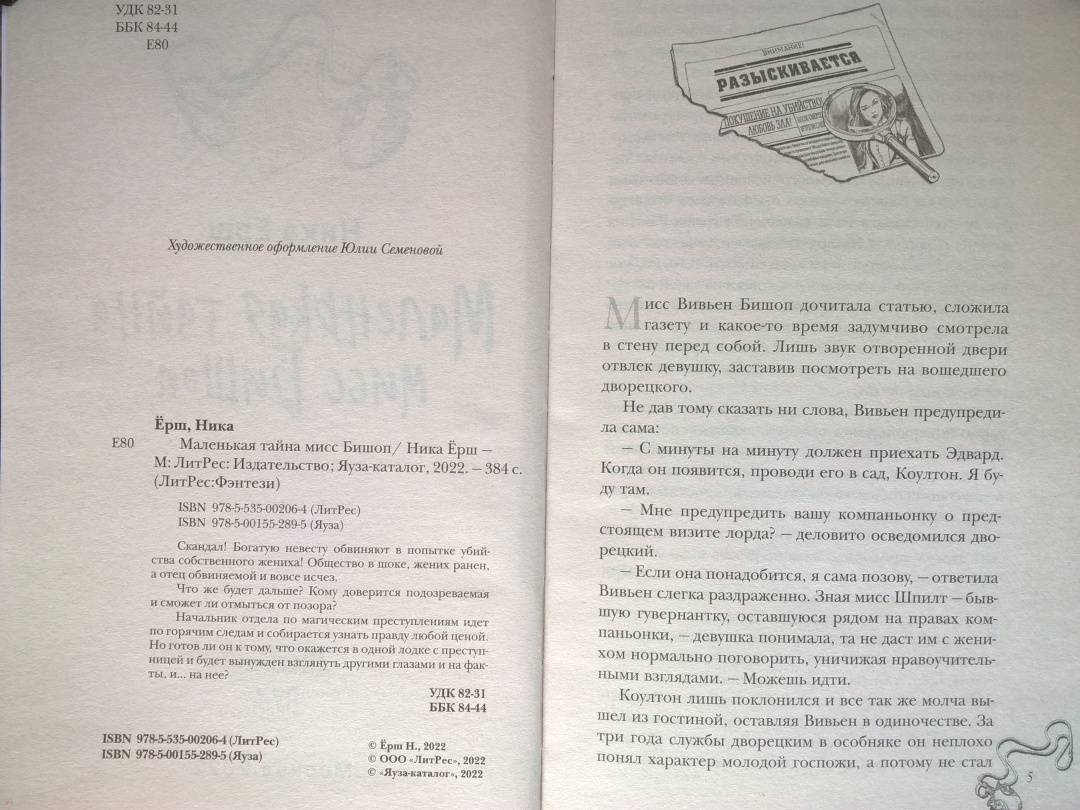 УДК 82-31
ББК 84-44
Е80
Художественное оформление Юлии Семеновой
Ёрш, Ника
Е80 Маленькая тайна мисс Бишоп/ Ника Ёрш —
М: ЛитРес: Издательство; Яуза-каталог, 2022. — 384 с.
(ЛитРес:Фэнтези)
ISBN 978-5-535-00206-4 (ЛитРес)
ISBN 978-5-00155-289-5 (Яуза)
Скандал! Богатую невесту обвиняют в попытке убий-
ства собственного жениха! Общество в шоке, жених ранен,
а отец обвиняемой и вовсе исчез.
Что же будет дальше? Кому доверится подозреваемая
и сможет ли отмыться от позора?
Начальник отдела по магическим преступлениям идет
по горячим следам и собирается узнать правду любой ценой.
Но готов ли он к тому, что окажется в одной лодке с преступ-
ницей и будет вынужден взглянуть другими глазами и на фак-
ты, и... на нее?
УДК 82-31
ББК 84-44
ISBN 978-5-535-00206-4 (ЛитРес)
ISBN 978-5-00155-289-5 (Яуза)
© Ёрш Н., 2022
© ООО «ЛитРес», 2022
© «Яуза-каталог», 2022
ВНИМАНИЕ!
РАЗЫСКИВАЕТСЯ
ПОКУШЕНИЕ НА УБИЙСТВО!
ЛЮБОВЬ ЗЛА!
Мисс Вивьен Бишоп дочитала статью, сложила
газету и какое-то время задумчиво смотрела
в стену перед собой. Лишь звук отворенной двери
отвлек девушку, заставив посмотреть на вошедшего
дворецкого.
Не дав тому сказать ни слова, Вивьен предупреди-
ла сама:
— С минуты на минуту должен приехать Эдвард.
Когда он появится, проводи его в сад, Коултон. Я бу-
ду там.
— Мне предупредить вашу компаньонку о пред-
стоящем визите лорда? — деловито осведомился дво-
рецкий.
— Если она понадобится, я сама позову, — ответила
Вивьен слегка раздраженно. Зная мисс Шпилт — быв-
шую гувернантку, оставшуюся рядом на правах ком-
паньонки, — девушка понимала, та не даст им с жени-
хом нормально поговорить, уничижая нравоучитель-
ными взглядами. — Можешь идти.
Коултон лишь поклонился и все так же молча вы-
шел из гостиной, оставляя Вивьен в одиночестве. За
три года службы дворецким в особняке он неплохо
понял характер молодой госпожи, а потому не стал
5